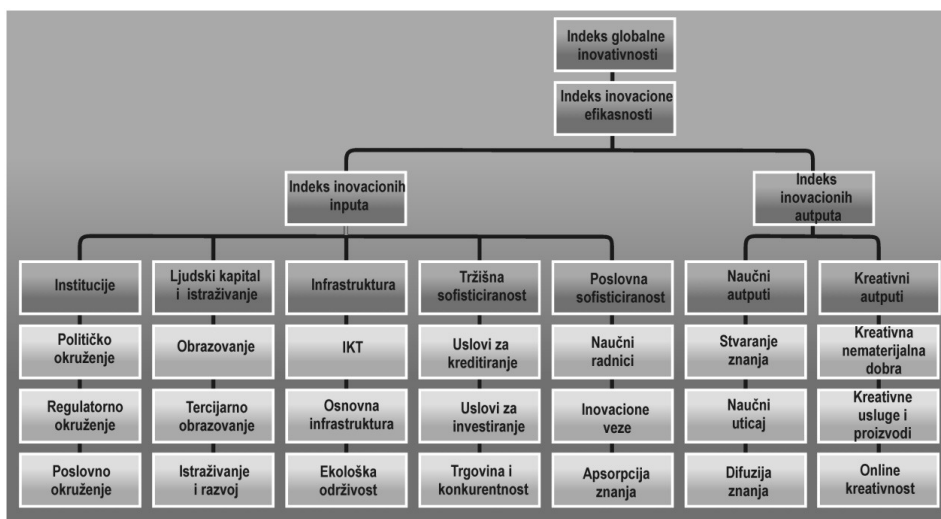 Indeks globalne
inovativnosti
Indeks inovacione
efikasnosti
Indeks inovacionih
inputa
Indeks
inovacionih
autputa
Institucije
Ljudski kapital
i istraživanje
Infrastruktura
Tržišna
sofisticiranost
Poslovna
sofisticiranost
Naučni
autputi
Kreativni
autputi
Političko
okruženje
Obrazovanje
IKT
Uslovi za
kreditiranje
Naučni
radnici
Stvaranje
znanja
Kreativna
nematerijalna
dobra
Regulatorno
okruženje
Tercijarno
obrazovanje
Osnovna
infrastruktura
Uslovi za
investiranje
Inovacione
veze
Naučni
uticaj
Kreativne
usluge i
proizvodi
Poslovno
okruženje
Istraživanje
i razvoj
Ekološka
održivost
Trgovina i
konkurentnost
Apsorpcija
znanja
Difuzija
znanja
Online
kreativnost